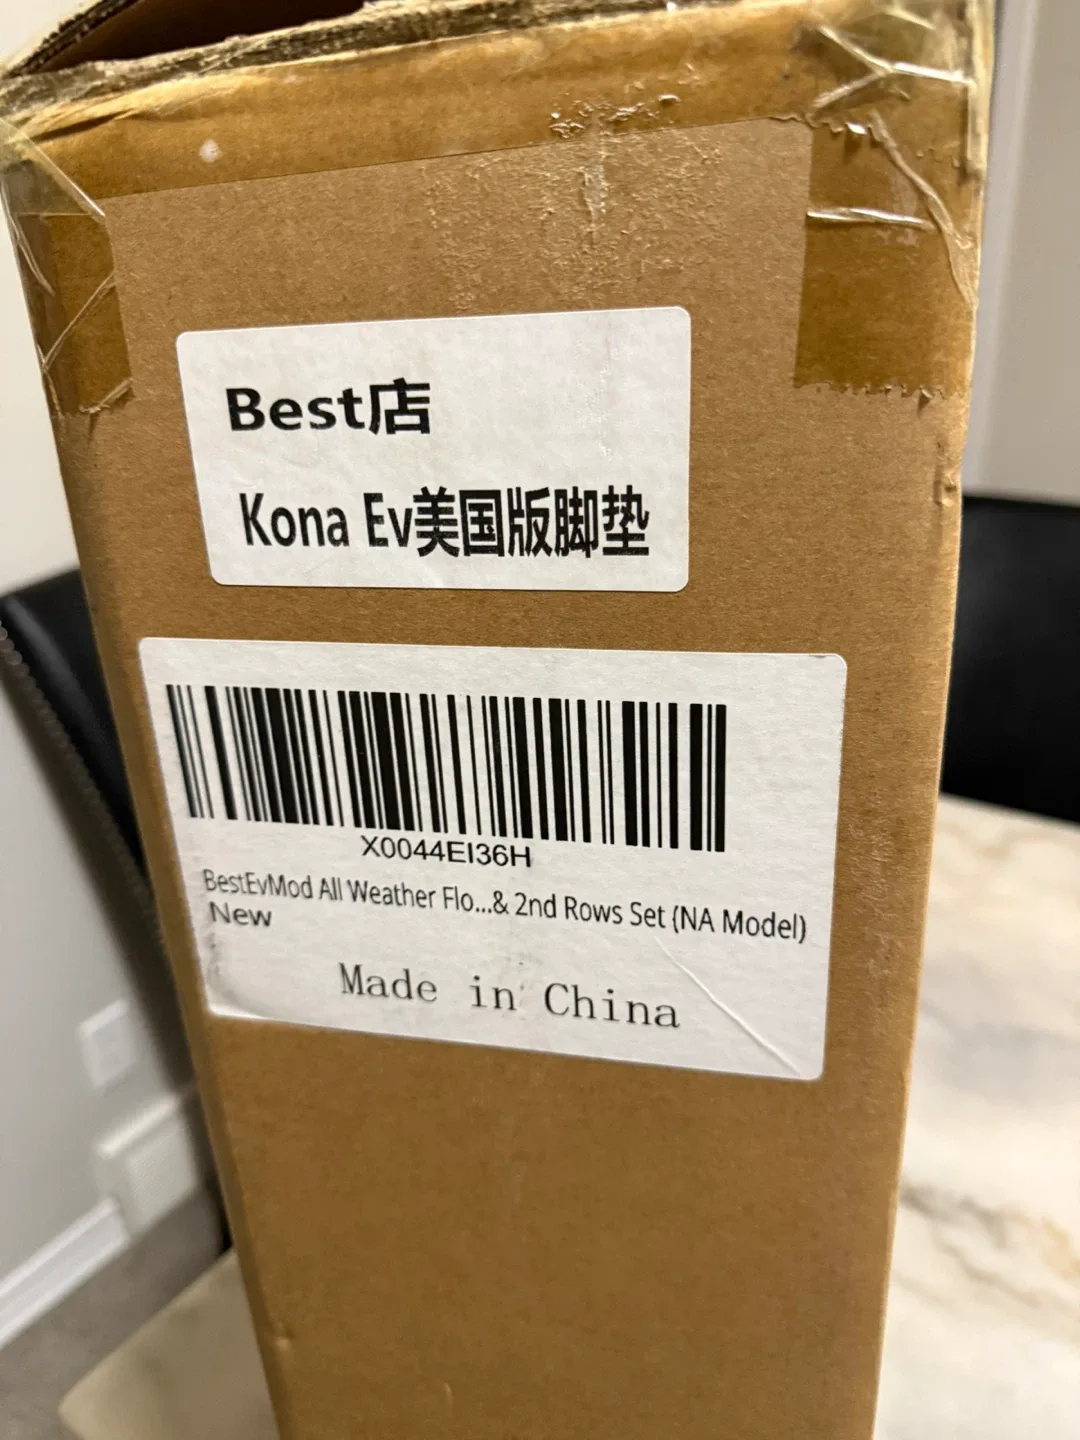 Best店
Kona Ev美国版脚垫
X0044EI36H
BestEvMod All Weather Flo...& 2nd Rows Set (NA Model)
New
Made in China